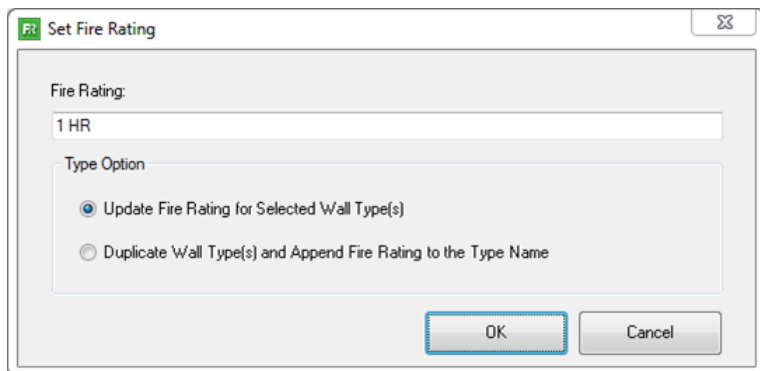 FR Set Fire Rating
Fire Rating:
1 HR
Type Option
Update Fire Rating for Selected Wall Type(s)
Duplicate Wall Type(s) and Append Fire Rating to the Type Name
OK Cancel